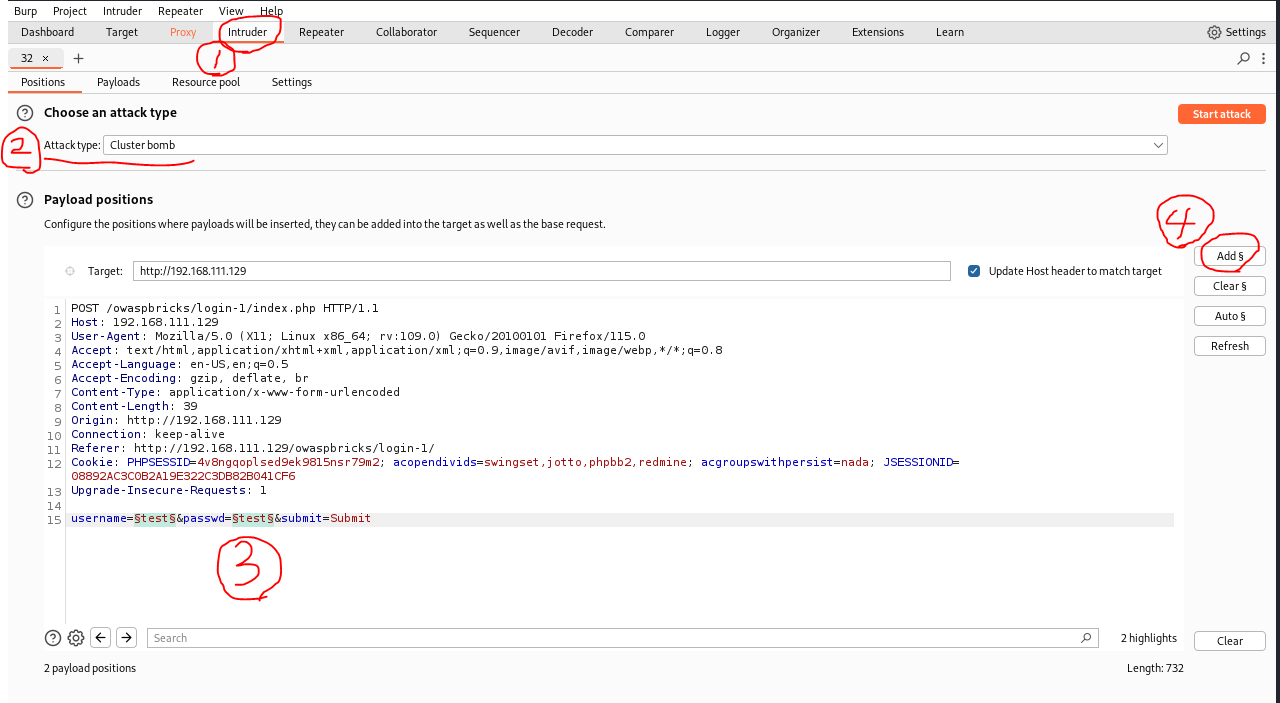 Burp Project Intruder Repeater View Help
Dashboard Target Proxy Intruder Repeater Collaborator Sequencer Decoder Comparer Logger Organizer Extensions Learn Settings
1
32 × +
Positions Payloads Resource pool Settings
? Choose an attack type
Start attack
2
Attack type: Cluster bomb
? Payload positions
Configure the positions where payloads will be inserted, they can be added into the target as well as the base request.
4
Target: http://192.168.111.129
Update Host header to match target
Add §
Clear §
Auto §
Refresh
1 POST /owaspbricks/login-1/index.php HTTP/1.1
2 Host: 192.168.111.129
3 User-Agent: Mozilla/5.0 (X11; Linux x86_64; rv:109.0) Gecko/20100101 Firefox/115.0
4 Accept: text/html,application/xhtml+xml,application/xml;q=0.9,image/avif,image/webp,*/*;q=0.8
5 Accept-Language: en-US,en;q=0.5
6 Accept-Encoding: gzip, deflate, br
7 Content-Type: application/x-www-form-urlencoded
8 Content-Length: 39
9 Origin: http://192.168.111.129
10 Connection: keep-alive
11 Referer: http://192.168.111.129/owaspbricks/login-1/
12 Cookie: PHPSESSID=4v8ngqoplsed9ek9815nsr79m2; acopendivids=swingset,jotto,phpbb2,redmine; acgroupswithpersist=nada; JSESSIONID=
08892AC3C0B2A19E322C3DB82B041CF6
13 Upgrade-Insecure-Requests: 1
14
15 username=§test§&passwd=§test§&submit=Submit
3
? Search
2 highlights
Clear
2 payload positions
Length: 732